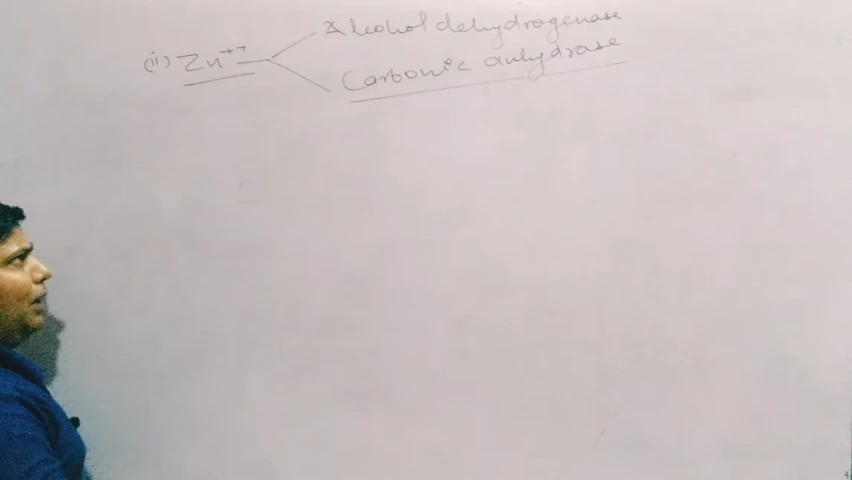 Alcohol dehydrogenase
(ii) Zn++
Carbonic anhydrase